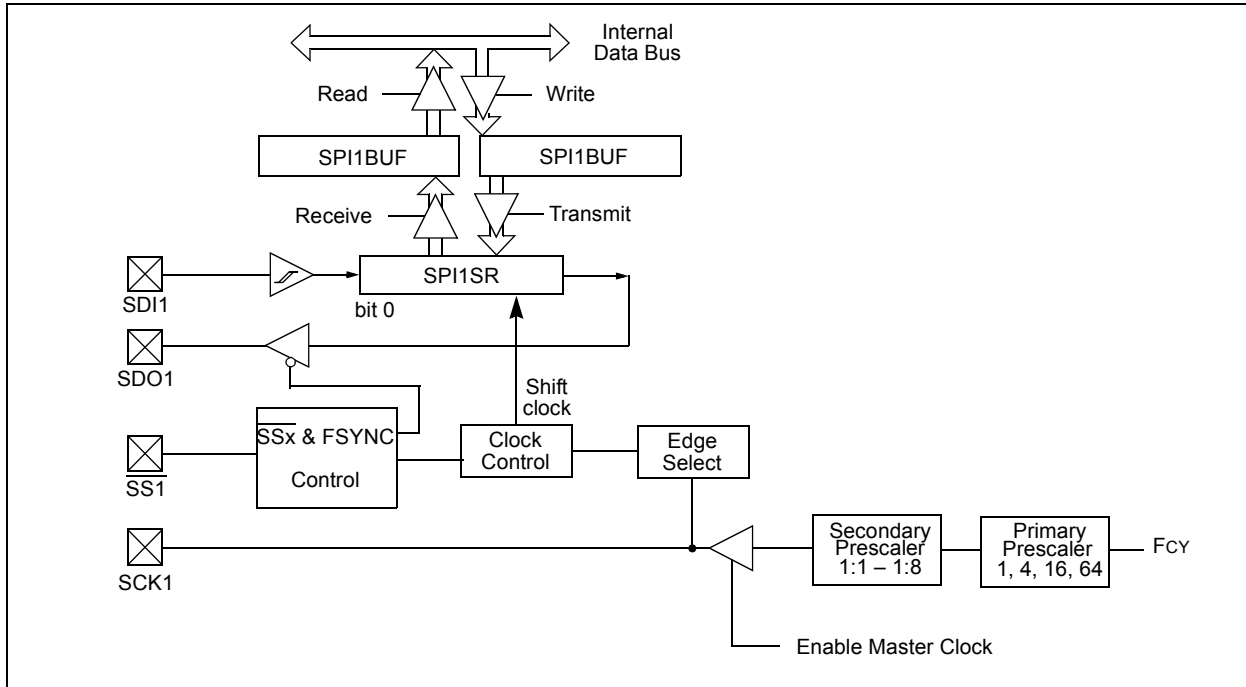 Internal
Data Bus
Read
Write
SPI1BUF
SPI1BUF
Receive
Transmit
SDI1
SPI1SR
bit 0
SDO1
Shift
clock
SSx & FSYNC
Control
Clock
Control
Edge
Select
SS1
SCK1
Secondary
Prescaler
1:1 – 1:8
Primary
Prescaler
1, 4, 16, 64
FCY
Enable Master Clock